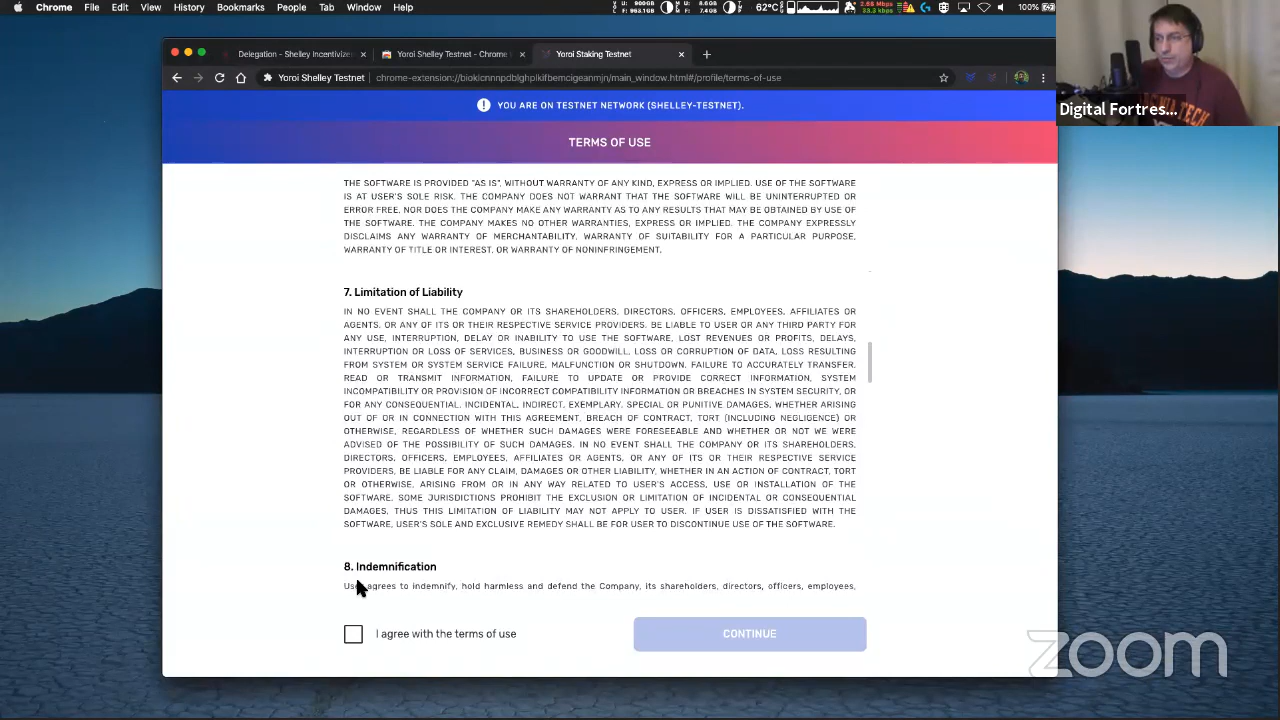 Chrome File Edit View History Bookmarks People Tab Window Help
62°C
100%
Delegation - Shelley Incentivize
Yoroi Shelley Testnet - Chrome
Yoroi Staking Testnet
Yoroi Shelley Testnet
YOU ARE ON TESTNET NETWORK (SHELLEY-TESTNET).
Digital Fortres...
TERMS OF USE
THE SOFTWARE IS PROVIDED "AS IS", WITHOUT WARRANTY OF ANY KIND, EXPRESS OR IMPLIED. USE OF THE SOFTWARE
IS AT USER'S SOLE RISK. THE COMPANY DOES NOT WARRANT THAT THE SOFTWARE WILL BE UNINTERRUPTED OR
ERROR FREE, NOR DOES THE COMPANY MAKE ANY WARRANTY AS TO ANY RESULTS THAT MAY BE OBTAINED BY USE OF
THE SOFTWARE. THE COMPANY MAKES NO OTHER WARRANTIES, EXPRESS OR IMPLIED. THE COMPANY EXPRESSLY
DISCLAIMS ANY WARRANTY OF MERCHANTABILITY, WARRANTY OF SUITABILITY FOR A PARTICULAR PURPOSE,
WARRANTY OF TITLE OR INTEREST, OR WARRANTY OF NONINFRINGEMENT.
7. Limitation of Liability
IN NO EVENT SHALL THE COMPANY OR ITS SHAREHOLDERS, DIRECTORS, OFFICERS, EMPLOYEES, AFFILIATES OR
AGENTS, OR ANY OF ITS OR THEIR RESPECTIVE SERVICE PROVIDERS, BE LIABLE TO USER OR ANY THIRD PARTY FOR
ANY USE, INTERRUPTION, DELAY OR INABILITY TO USE THE SOFTWARE, LOST REVENUES OR PROFITS, DELAYS,
INTERRUPTION OR LOSS OF SERVICES, BUSINESS OR GOODWILL, LOSS OR CORRUPTION OF DATA, LOSS RESULTING
FROM SYSTEM OR SYSTEM SERVICE FAILURE, MALFUNCTION OR SHUTDOWN, FAILURE TO ACCURATELY TRANSFER,
READ OR TRANSMIT INFORMATION, FAILURE TO UPDATE OR PROVIDE CORRECT INFORMATION, SYSTEM
INCOMPATIBILITY OR PROVISION OF INCORRECT COMPATIBILITY INFORMATION OR BREACHES IN SYSTEM SECURITY, OR
FOR ANY CONSEQUENTIAL, INCIDENTAL, INDIRECT, EXEMPLARY, SPECIAL OR PUNITIVE DAMAGES, WHETHER ARISING
OUT OF OR IN CONNECTION WITH THIS AGREEMENT, BREACH OF CONTRACT, TORT (INCLUDING NEGLIGENCE) OR
OTHERWISE, REGARDLESS OF WHETHER SUCH DAMAGES WERE FORESEEABLE AND WHETHER OR NOT WE WERE
ADVISED OF THE POSSIBILITY OF SUCH DAMAGES. IN NO EVENT SHALL THE COMPANY OR ITS SHAREHOLDERS,
DIRECTORS, OFFICERS, EMPLOYEES, AFFILIATES OR AGENTS, OR ANY OF ITS OR THEIR RESPECTIVE SERVICE
PROVIDERS, BE LIABLE FOR ANY CLAIM, DAMAGES OR OTHER LIABILITY, WHETHER IN AN ACTION OF CONTRACT, TORT
OR OTHERWISE, ARISING FROM OR IN ANY WAY RELATED TO USER'S ACCESS, USE OR INSTALLATION OF THE
SOFTWARE. SOME JURISDICTIONS PROHIBIT THE EXCLUSION OR LIMITATION OF INCIDENTAL OR CONSEQUENTIAL
DAMAGES, THUS THIS LIMITATION OF LIABILITY MAY NOT APPLY TO USER. IF USER IS DISSATISFIED WITH THE
SOFTWARE, USER'S SOLE AND EXCLUSIVE REMEDY SHALL BE FOR USER TO DISCONTINUE USE OF THE SOFTWARE.
8. Indemnification
agrees to indemnify, hold harmless and defend the Company, its shareholders, directors, officers, employees,
I agree with the terms of use
CONTINUE
zoom